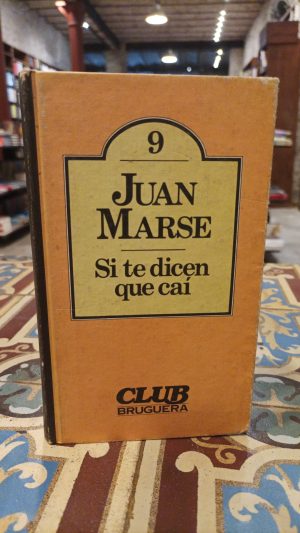 9
JUAN
MARSE
Si te dicen
que caí
CLUB
BRUGUERA